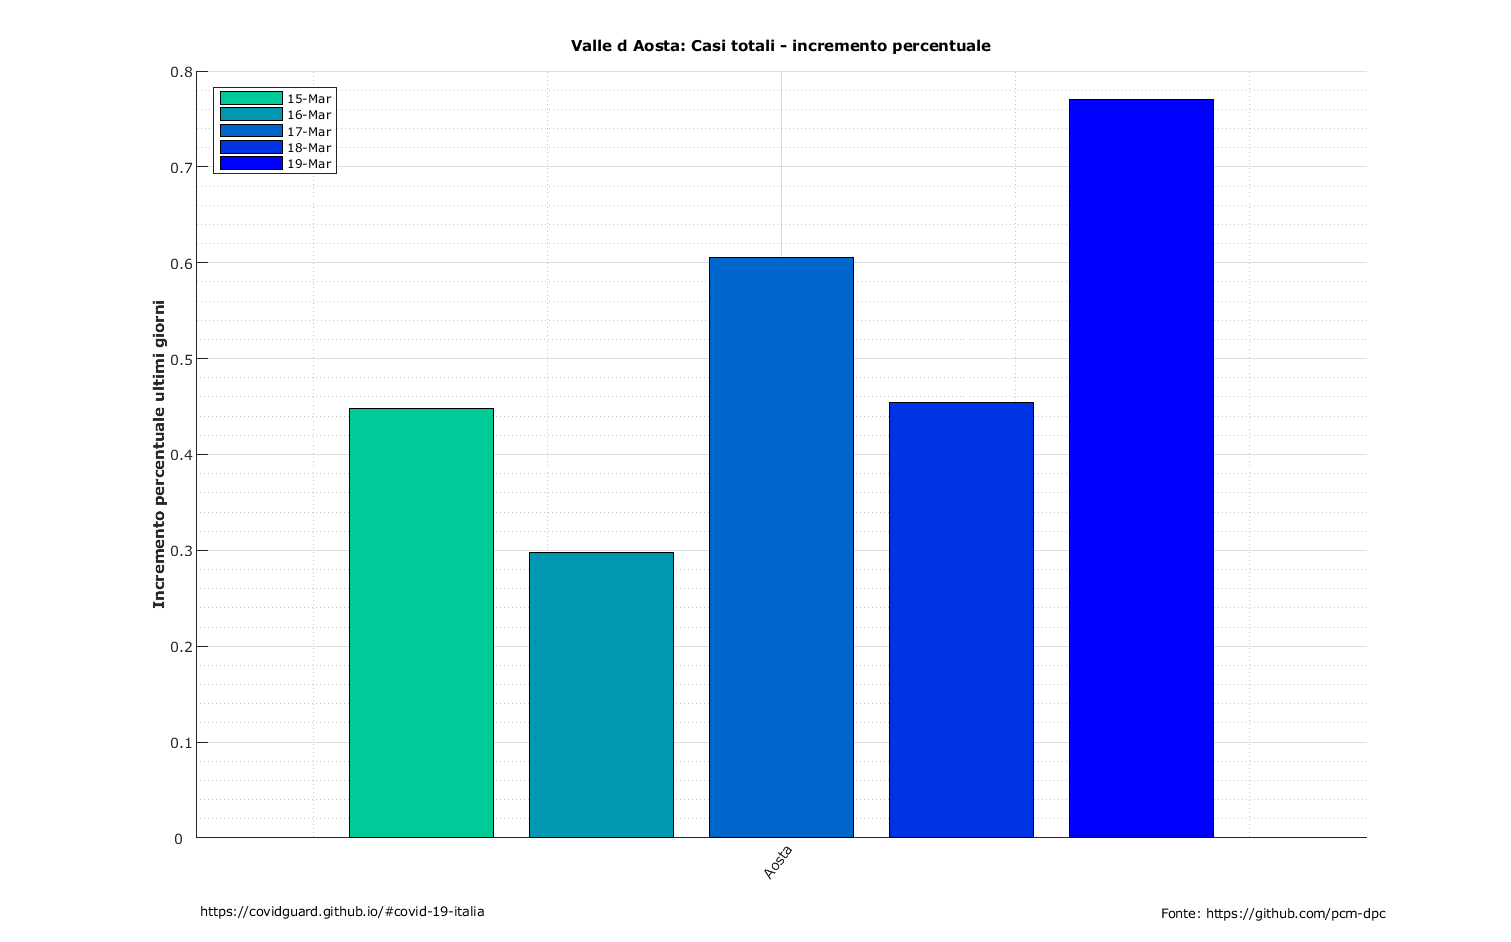 Valle d Aosta: Casi totali - incremento percentuale
0.8
0.7
0.6
0.5
0.4
0.3
0.2
0.1
0
15-Mar
16-Mar
17-Mar
18-Mar
19-Mar
Incremento percentuale ultimi giorni
Aosta
https://covidguard.github.io/#covid-19-italia
Fonte: https://github.com/pcm-dpc